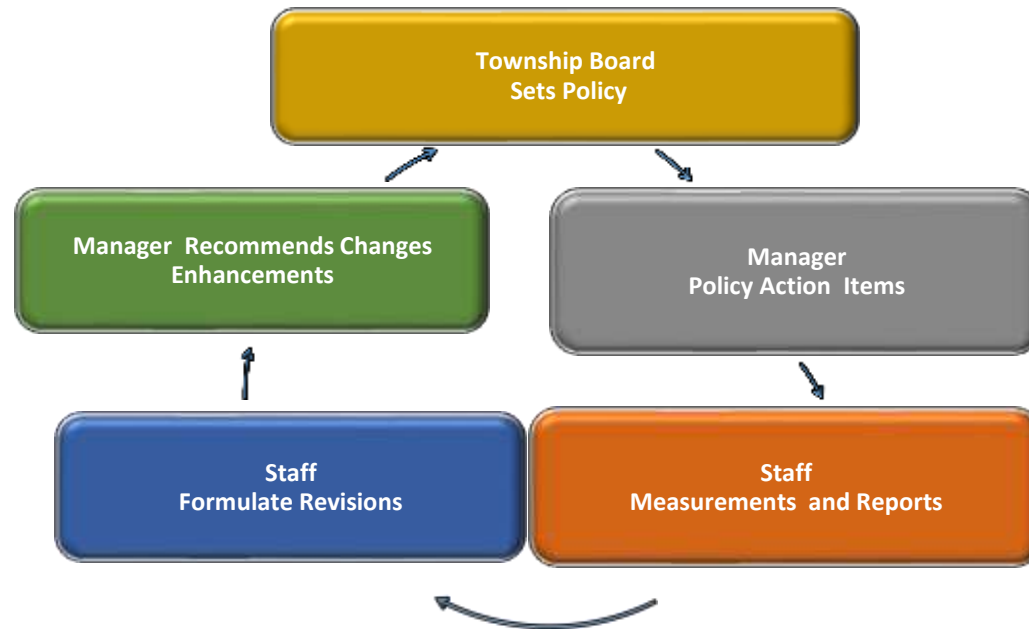 Township Board
Sets Policy
Manager Recommends Changes
Enhancements
Manager
Policy Action Items
Staff
Formulate Revisions
Staff
Measurements and Reports